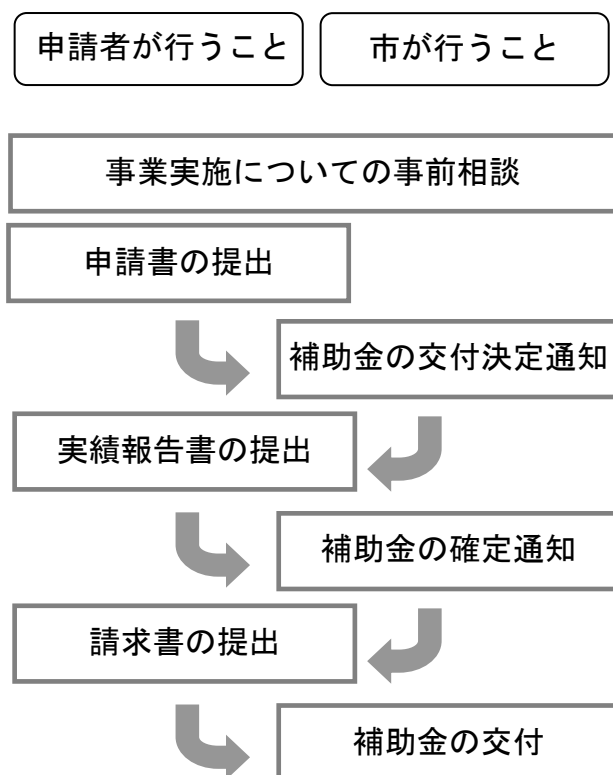 申請者が行うこと
市が行うこと
事業実施についての事前相談
申請書の提出
補助金の交付決定通知
実績報告書の提出
補助金の確定通知
請求書の提出
補助金の交付